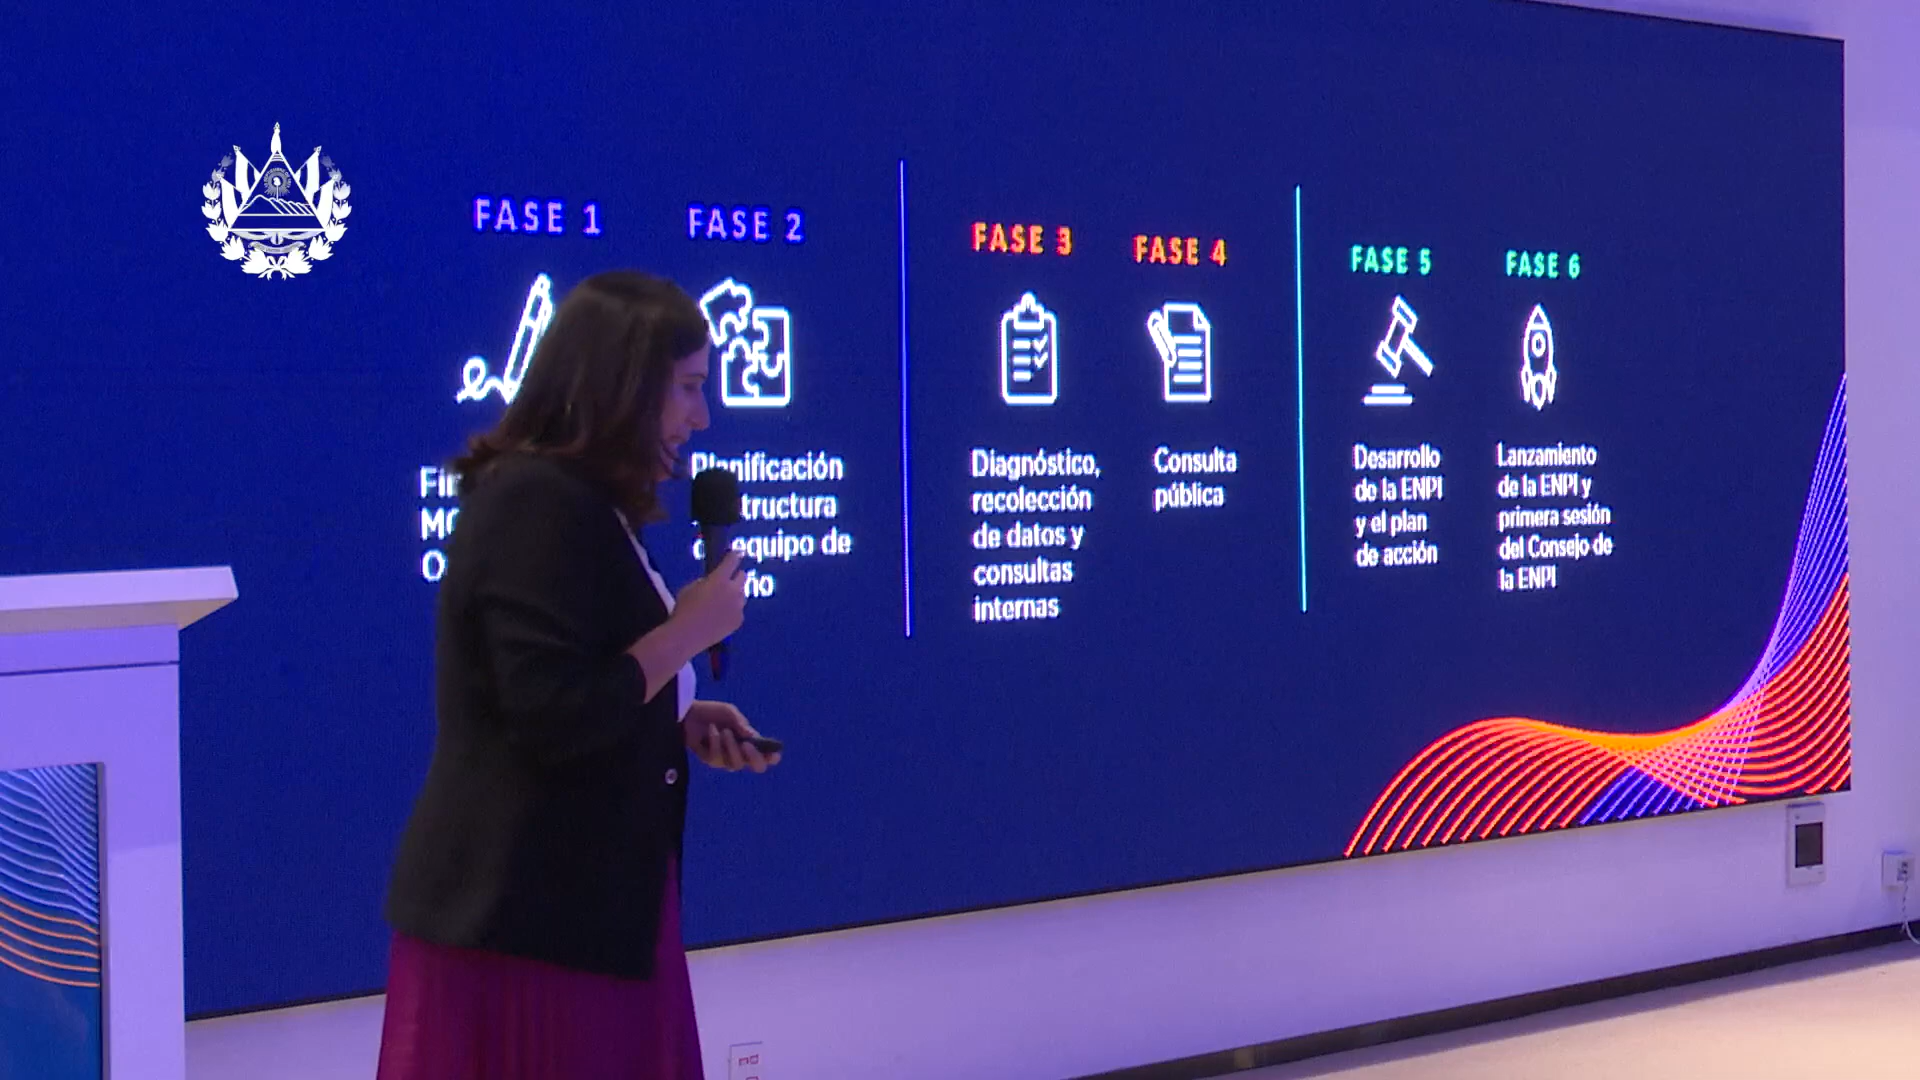 FASE 1
FASE 2
FASE 3
FASE 4
FASE 5
FASE 6
equipo de
Diagnóstico,
recolección
de datos y
consultas
internas
Consulta
pública
Desarrollo
de la ENPI
y el plan
de acción
Lanzamiento
de la ENPI y
primera sesión
del Consejo de
la ENPI